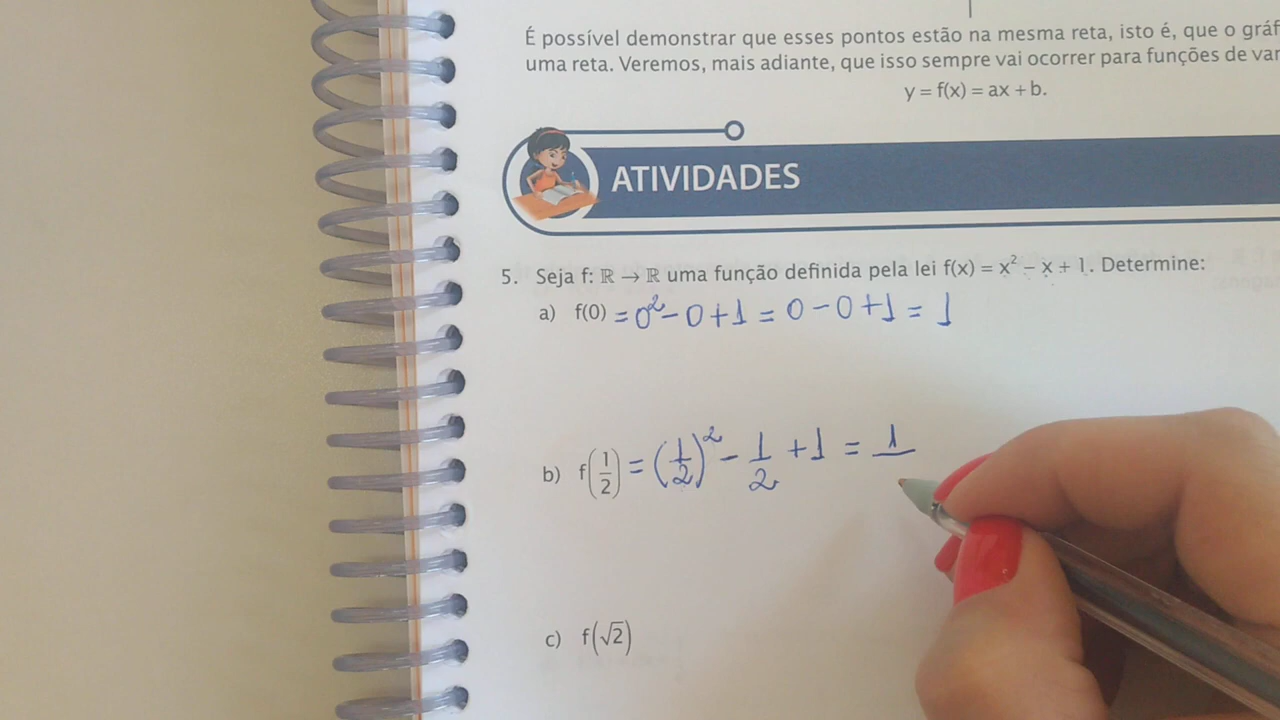 É possível demonstrar que esses pontos estão na mesma reta, isto é, que o gráf
uma reta. Veremos, mais adiante, que isso sempre vai ocorrer para funções de var
y = f(x) = ax + b.
ATIVIDADES
5. Seja f: ℝ → ℝ uma função definida pela lei f(x) = x² − x + 1. Determine:
a) f(0) = 0² − 0 + 1 = 0 − 0 + 1 = 1
b) f(1/2) = (1/2)² − 1/2 + 1 = 1
c) f(√2)